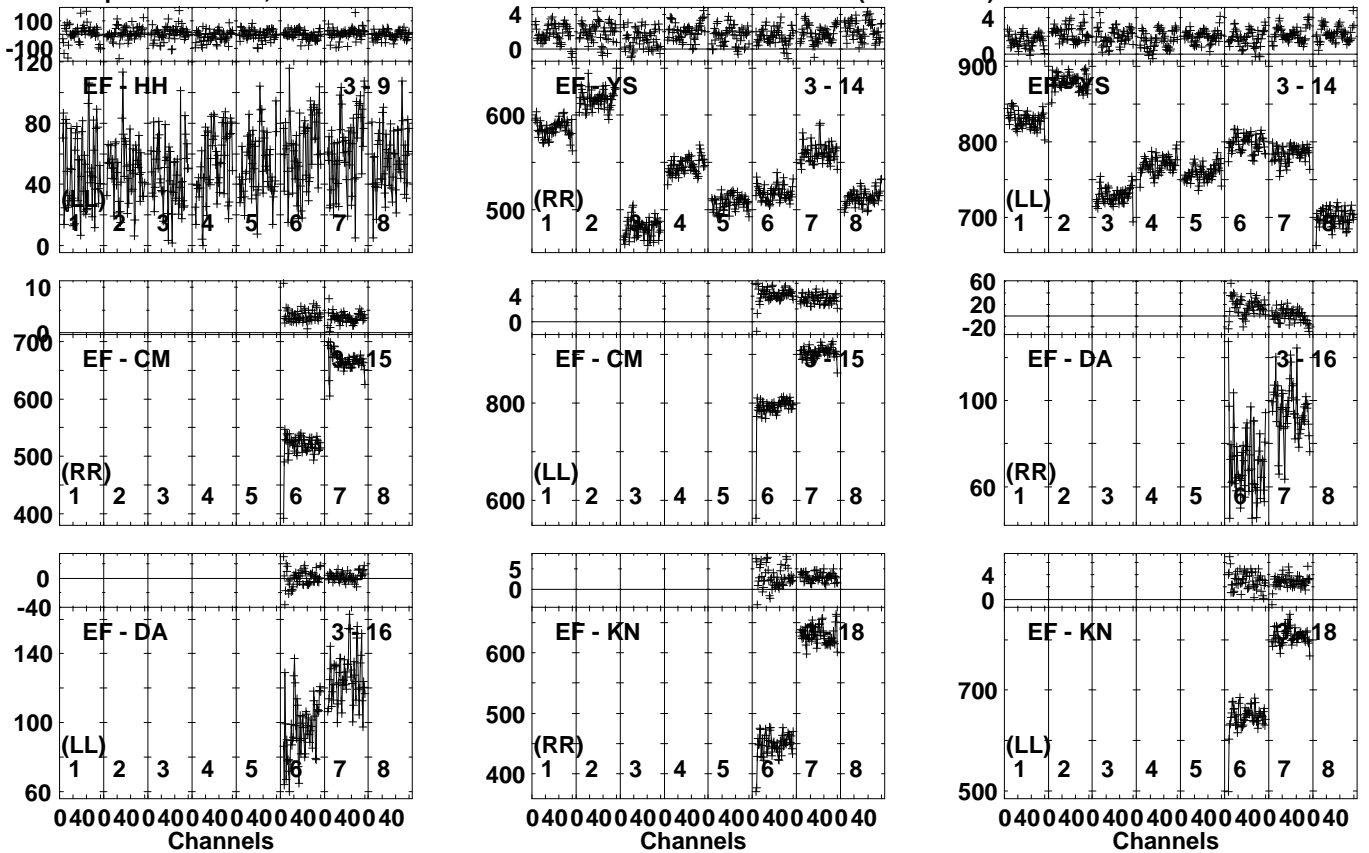 100 4 4
-100 0 0
120 EF - HH 3 - 9 EF - YS 3 - 14 900 EF - YS 3 - 14
80 600 800
40 500 700
(LL) (RR) (LL)
0 1 2 3 4 5 6 7 8 1 2 3 4 5 6 7 8 1 2 3 4 5 6 7 8
10 4 60
0 0 20
-20
700 EF - CM 3 - 15 EF - CM 3 - 15 EF - DA 3 - 16
600 800 100
500
(RR) (LL) (RR)
400 1 2 3 4 5 6 7 8 600 1 2 3 4 5 6 7 8 60 1 2 3 4 5 6 7 8
0 5 4
-40 0 0
EF - DA 3 - 16 EF - KN 3 - 18 EF - KN 3 - 18
140 600 700
100 500
(LL) (RR) (LL)
60 1 2 3 4 5 6 7 8 400 1 2 3 4 5 6 7 8 500 1 2 3 4 5 6 7 8
0 40 0 40 0 40 0 40 0 40 0 40 0 40 0 40 0 40 0 40 0 40 0 40 0 40 0 40 0 40 0 40 0 40 0 40 0 40 0 40 0 40 0 40 0 40 0 40
Channels Channels Channels